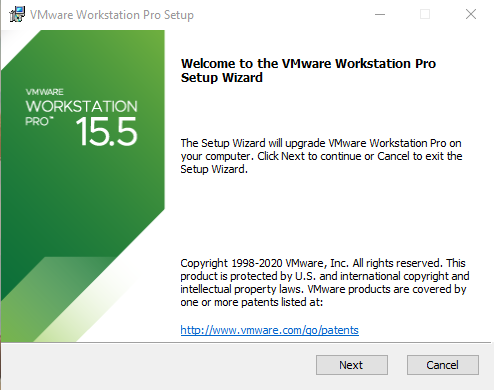 VMware Workstation Pro Setup
VMWARE
WORKSTATION
PRO™ 15.5
Welcome to the VMware Workstation Pro
Setup Wizard
The Setup Wizard will upgrade VMware Workstation Pro on
your computer. Click Next to continue or Cancel to exit the
Setup Wizard.
Copyright 1998-2020 VMware, Inc. All rights reserved. This
product is protected by U.S. and international copyright and
intellectual property laws. VMware products are covered by
one or more patents listed at:
http://www.vmware.com/go/patents
Next
Cancel